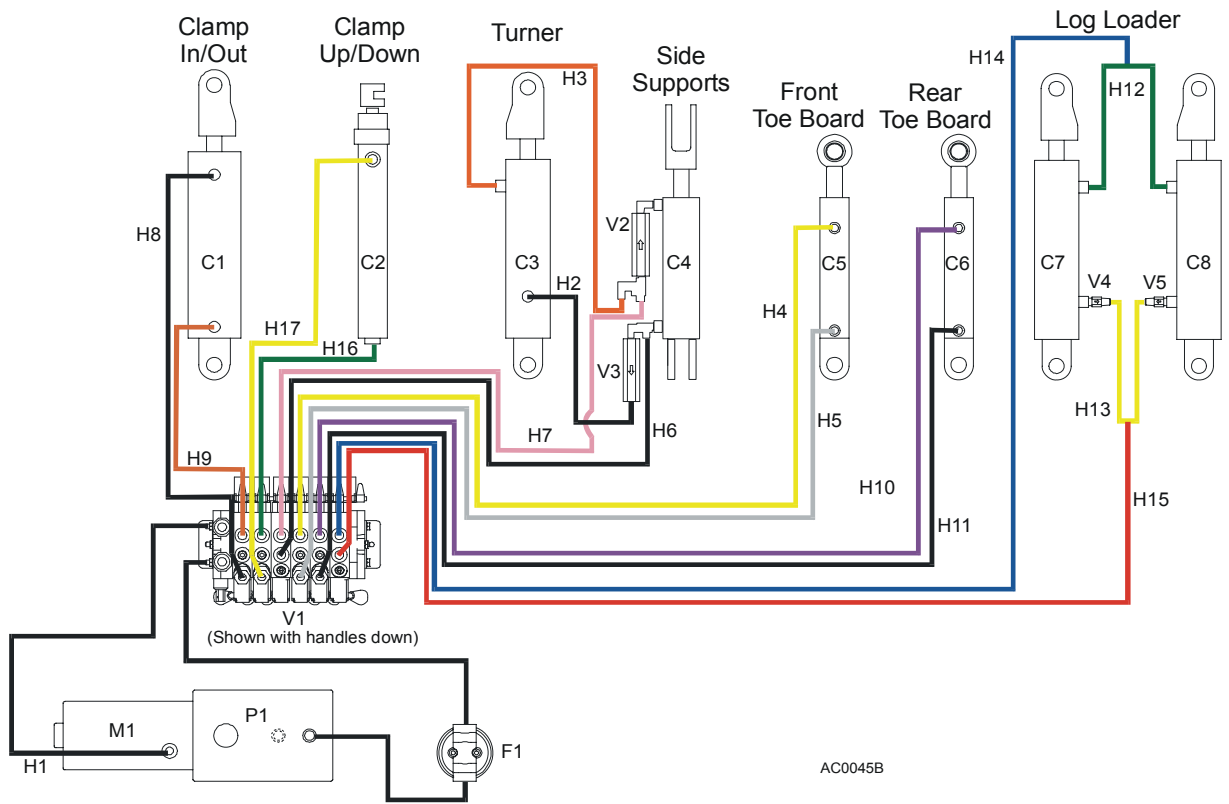 Clamp
In/Out
Clamp
Up/Down
Turner
Side
Supports
Front
Toe Board
Rear
Toe Board
Log Loader
H14
H3
H12
H8
V2
C1
C2
C3
C4
C5
C6
C7
C8
H2
V4
V5
H4
H17
H16
V3
H13
H5
H7
H6
H9
H10
H11
H15
V1
(Shown with handles down)
M1
P1
F1
H1
AC0045B